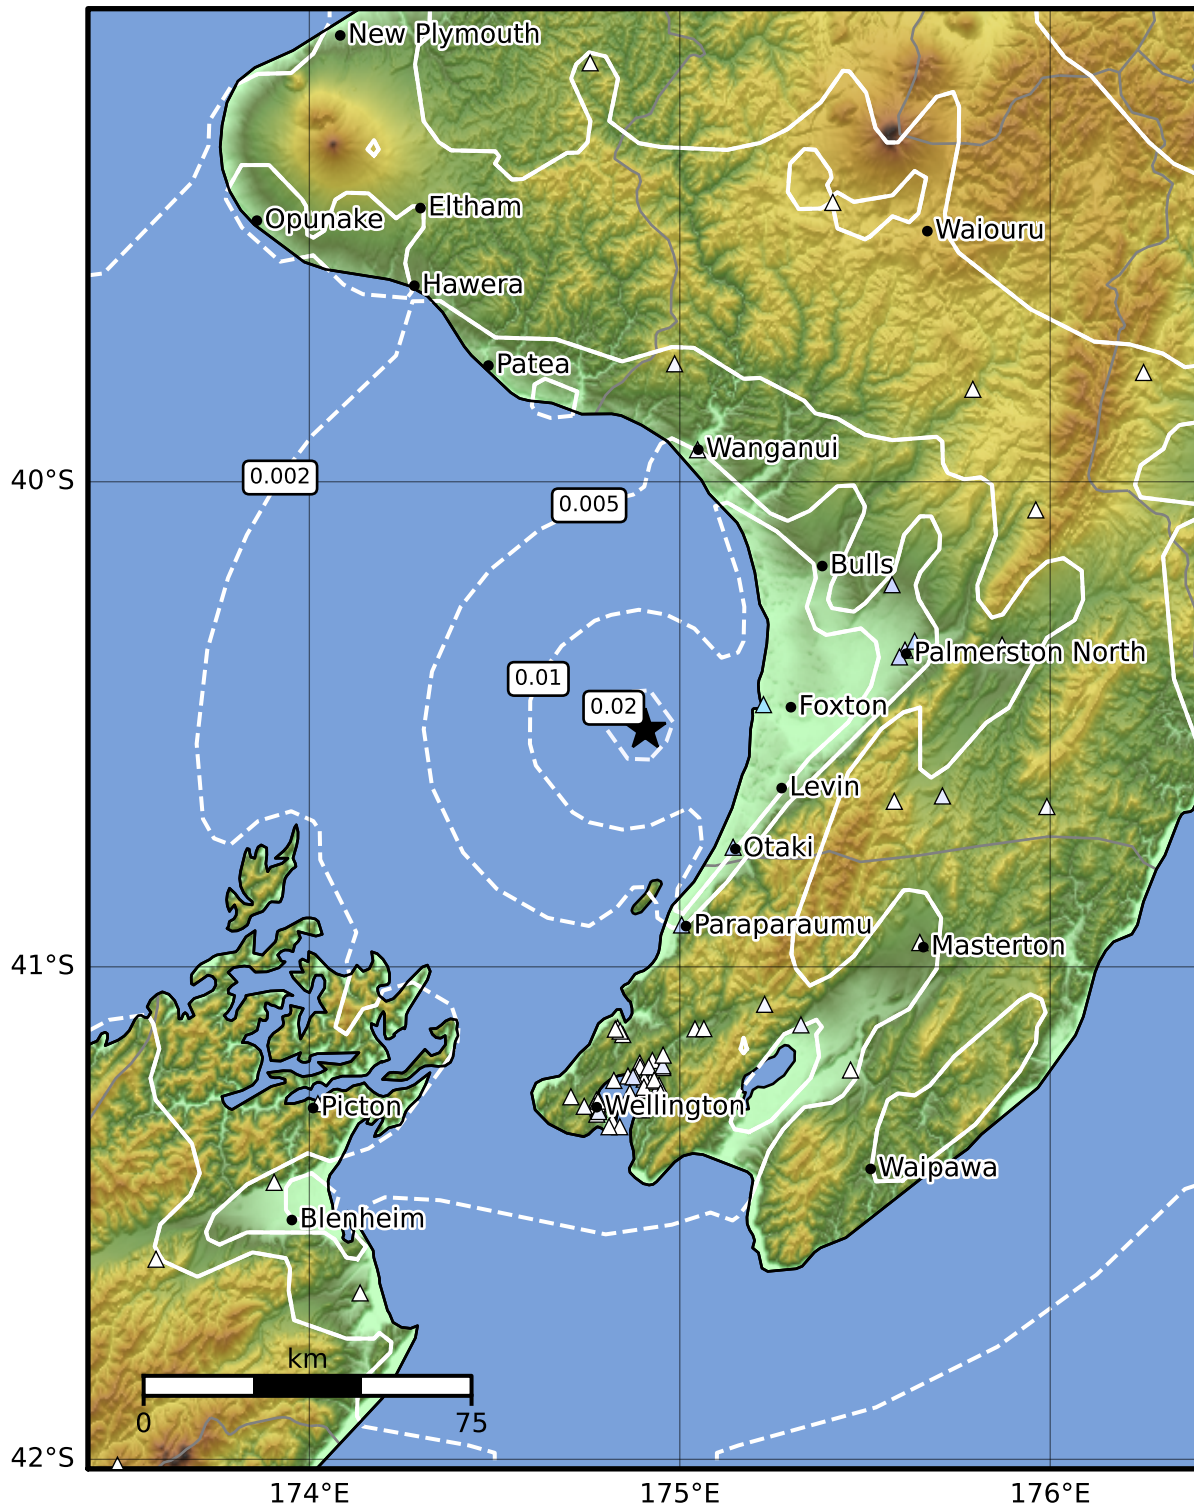 New Plymouth
Eltham
Opunake
Waiouru
Hawera
Patea
Wanganui
40°S
0.002
0.005
Bulls
Palmerston North
0.01
0.02
Foxton
Levin
Otaki
Paraparaumu
Masterton
41°S
Picton
Wellington
Waipawa
Blenheim
km
0
75
42°S
174°E
175°E
176°E